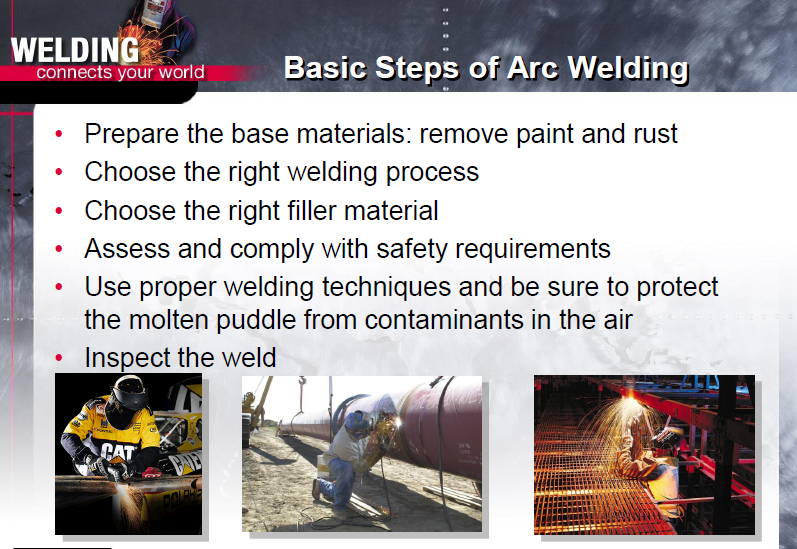 WELDING
connects your world
Basic Steps of Arc Welding
• Prepare the base materials: remove paint and rust
• Choose the right welding process
• Choose the right filler material
• Assess and comply with safety requirements
• Use proper welding techniques and be sure to protect
the molten puddle from contaminants in the air
• Inspect the weld
CAT